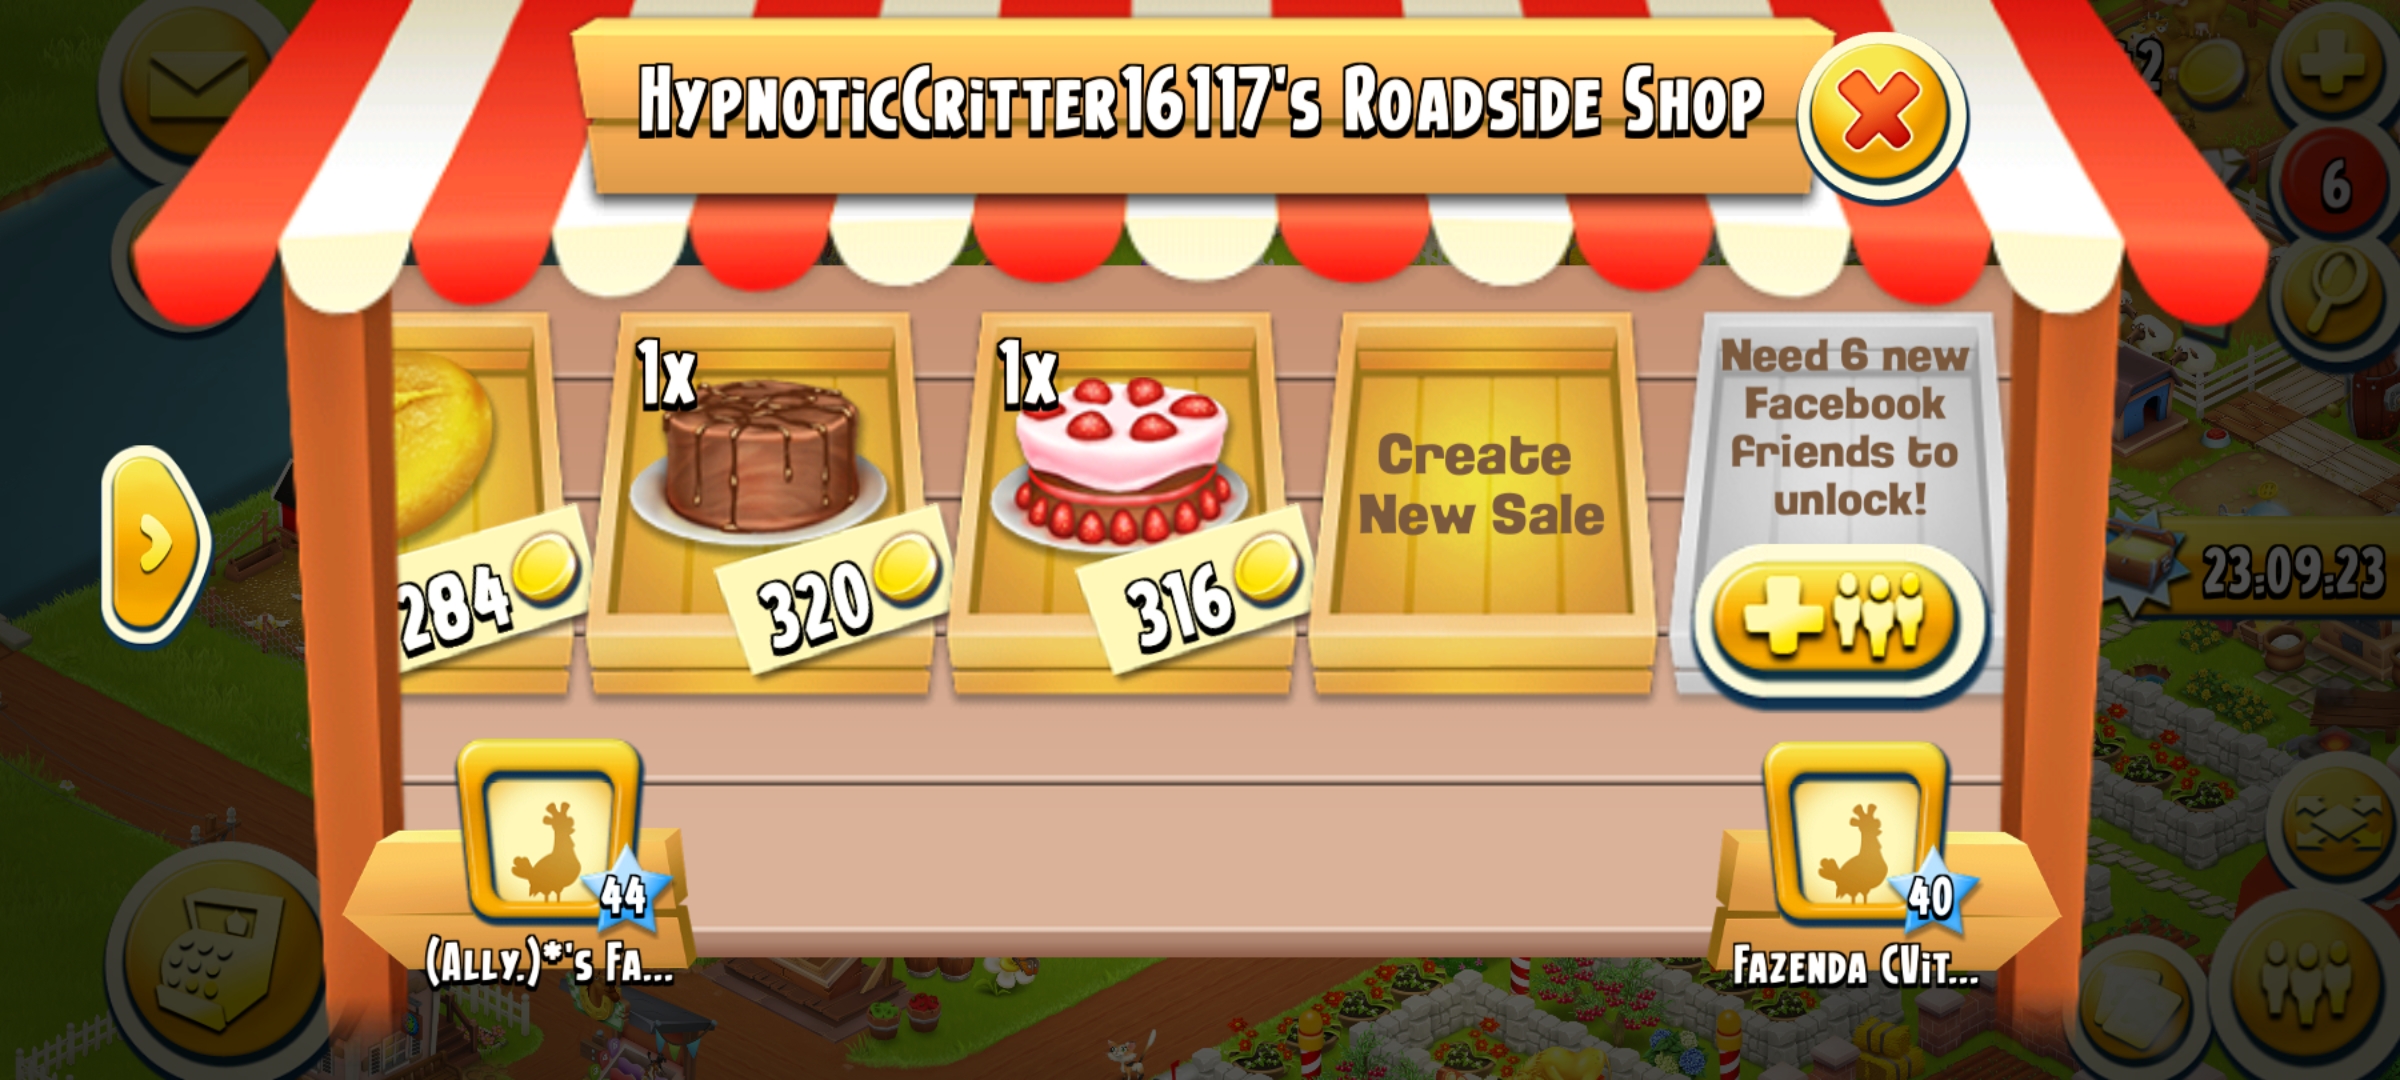 HypnoticCritter16117's Roadside Shop
6
1x
1x
Need 6 new
Facebook
friends to
unlock!
Create
New Sale
284
320
316
23:09:23
44
40
(Ally.)*'s Fa...
Fazenda CVit...